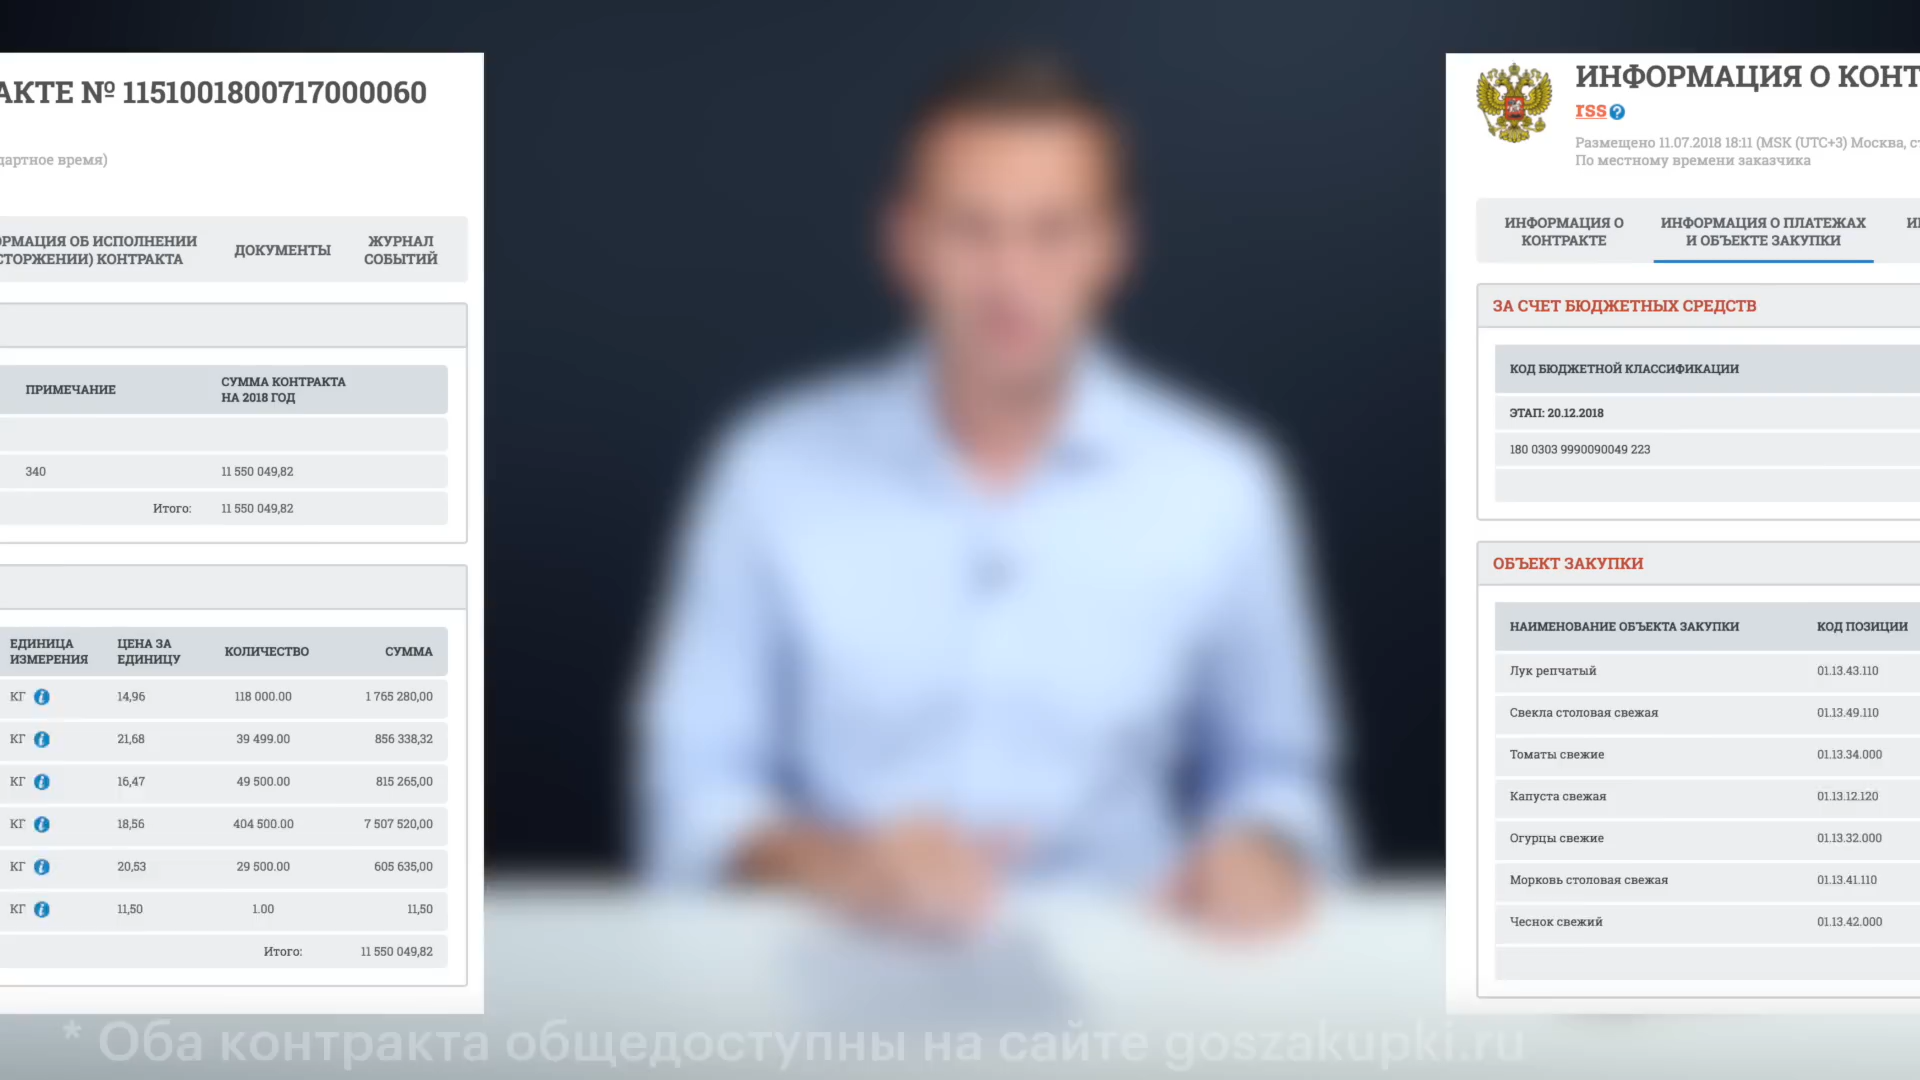 АКТЕ № 1151001800717000060
дартное время)
ОРМАЦИЯ ОБ ИСПОЛНЕНИИ
СТОРЖЕНИИ) КОНТРАКТА
ДОКУМЕНТЫ
ЖУРНАЛ
СОБЫТИЙ
ПРИМЕЧАНИЕ
СУММА КОНТРАКТА
НА 2018 ГОД
340 11 550 049,82
Итого: 11 550 049,82
ЕДИНИЦА
ИЗМЕРЕНИЯ
ЦЕНА ЗА
ЕДИНИЦУ
КОЛИЧЕСТВО
СУММА
КГ 14,96 118 000.00 1 765 280,00
КГ 21,68 39 499.00 856 338,32
КГ 16,47 49 500.00 815 265,00
КГ 18,56 404 500.00 7 507 520,00
КГ 20,53 29 500.00 605 635,00
КГ 11,50 1.00 11,50
Итого: 11 550 049,82
ИНФОРМАЦИЯ О КОНТ
rss
Размещено 11.07.2018 18:11 (MSK (UTC+3) Москва, ст
По местному времени заказчика
ИНФОРМАЦИЯ О
КОНТРАКТЕ
ИНФОРМАЦИЯ О ПЛАТЕЖАХ
И ОБЪЕКТЕ ЗАКУПКИ
ЗА СЧЕТ БЮДЖЕТНЫХ СРЕДСТВ
КОД БЮДЖЕТНОЙ КЛАССИФИКАЦИИ
ЭТАП: 20.12.2018
180 0303 9990090049 223
ОБЪЕКТ ЗАКУПКИ
НАИМЕНОВАНИЕ ОБЪЕКТА ЗАКУПКИ КОД ПОЗИЦИИ
Лук репчатый 01.13.43.110
Свекла столовая свежая 01.13.49.110
Томаты свежие 01.13.34.000
Капуста свежая 01.13.12.120
Огурцы свежие 01.13.32.000
Морковь столовая свежая 01.13.41.110
Чеснок свежий 01.13.42.000
* Оба контракта общедоступны на сайте goszakupki.ru